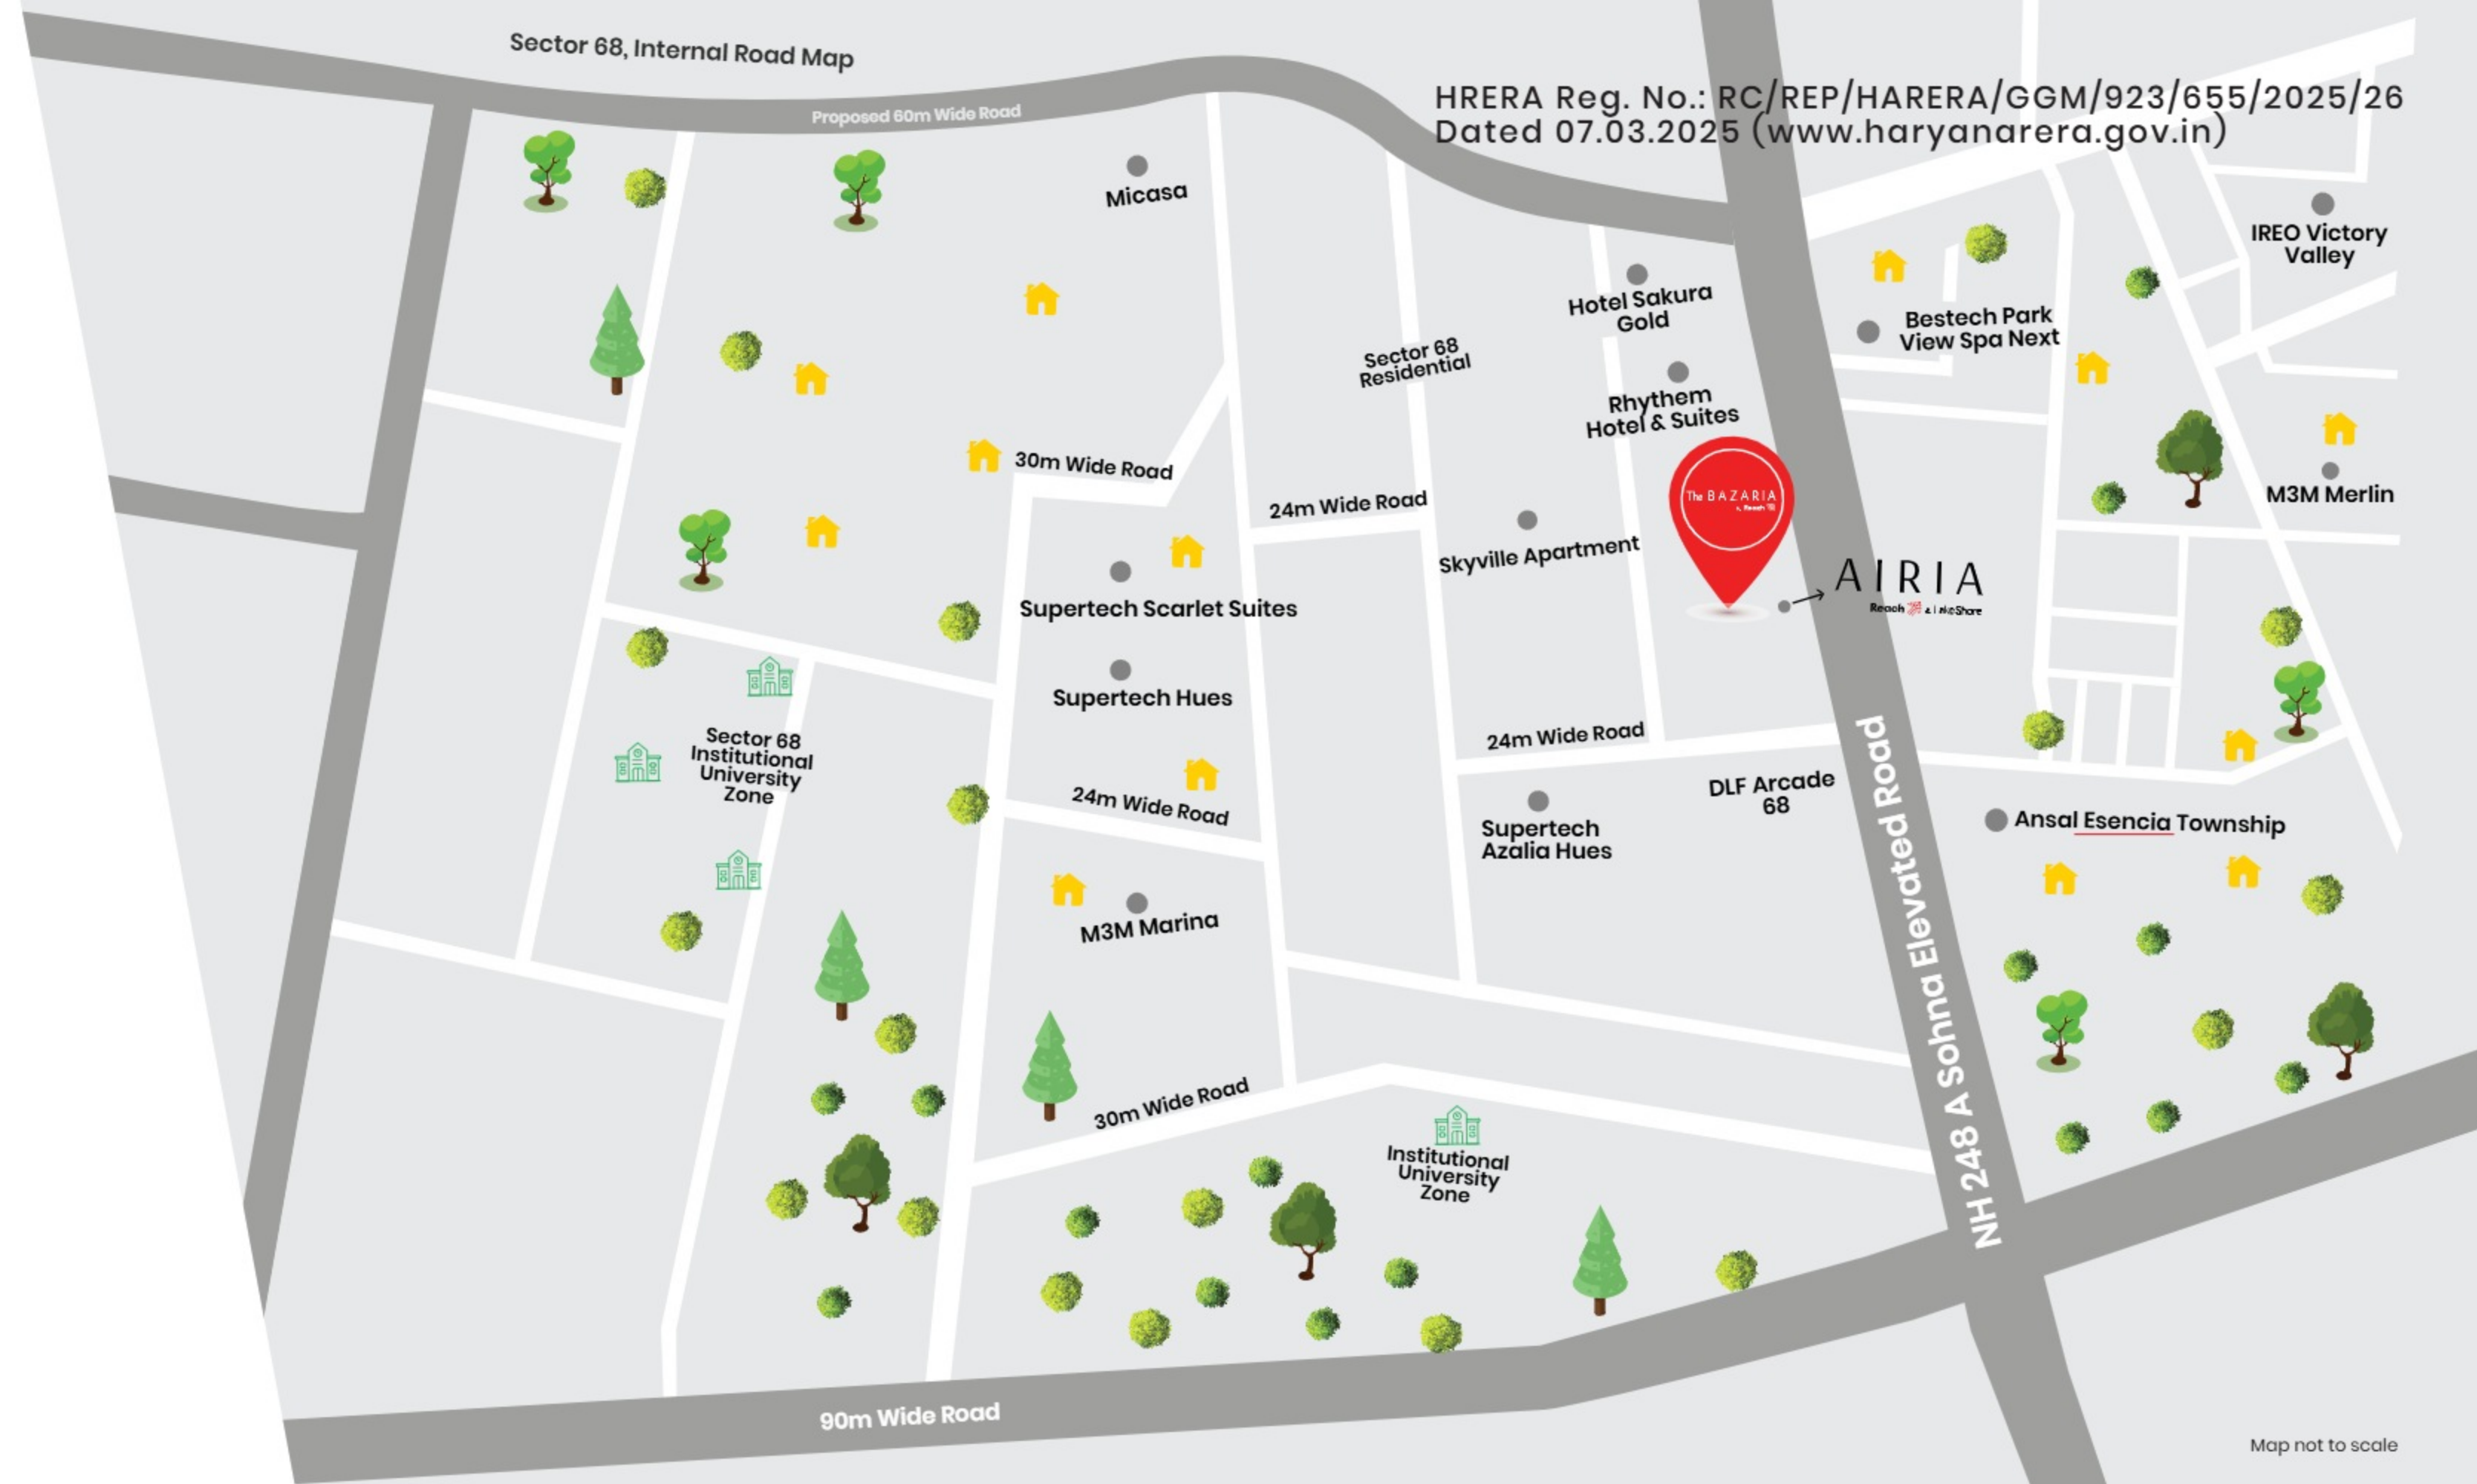 Sector 68, Internal Road Map
Proposed 60m Wide Road
HRERA Reg. No.: RC/REP/HARERA/GGM/923/655/2025/26
Dated 07.03.2025 (www.haryanarera.gov.in)
Micasa
IREO Victory
Valley
Hotel Sakura
Gold
Bestech Park
View Spa Next
Sector 68
Residential
Rhythem
Hotel & Suites
30m Wide Road
24m Wide Road
The BAZARIA
Reach
M3M Merlin
Skyville Apartment
AIRIA
Reach
Supertech Scarlet Suites
Supertech Hues
Sector 68
Institutional
University
Zone
24m Wide Road
24m Wide Road
DLF Arcade
68
Supertech
Azalia Hues
Ansal Esencia Township
M3M Marina
NH 248 A Sohna Elevated Road
30m Wide Road
Institutional
University
Zone
90m Wide Road
Map not to scale